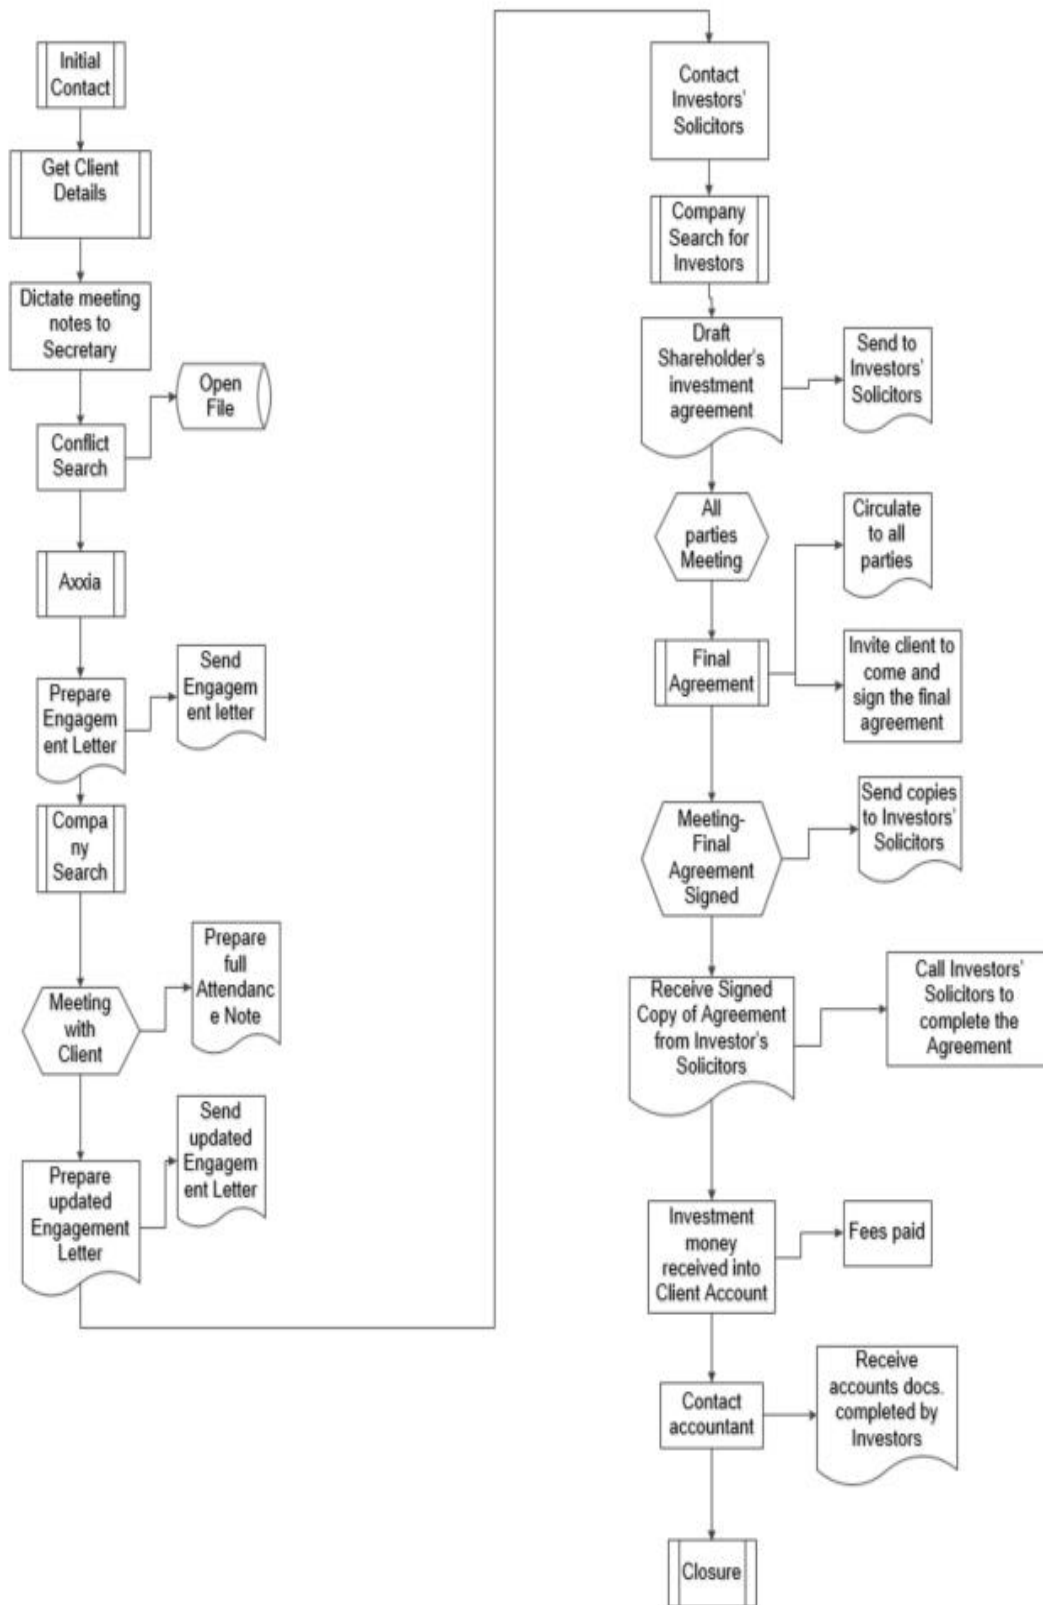 Initial
Contact
Get Client
Details
Dictate meeting
notes to
Secretary
Open
File
Conflict
Search
Axxia
Send
Engagem
ent letter
Prepare
Engagem
ent Letter
Compa
ny
Search
Prepare
full
Attendanc
e Note
Meeting
with
Client
Send
updated
Engagem
ent Letter
Prepare
updated
Engagement
Letter
Contact
Investors'
Solicitors
Company
Search for
Investors
Draft
Shareholder's
investment
agreement
Send to
Investors'
Solicitors
All
parties
Meeting
Circulate
to all
parties
Final
Agreement
Invite client to
come and
sign the final
agreement
Meeting-
Final
Agreement
Signed
Send copies
to Investors'
Solicitors
Receive Signed
Copy of Agreement
from Investor's
Solicitors
Call Investors'
Solicitors to
complete the
Agreement
Investment
money
received into
Client Account
Fees paid
Contact
accountant
Receive
accounts docs.
completed by
Investors
Closure